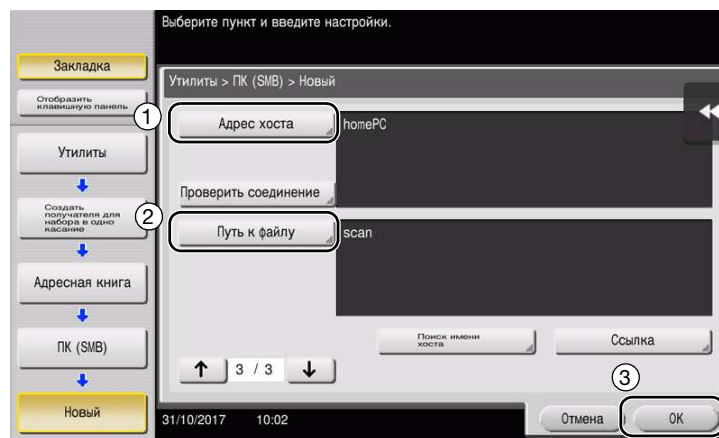 Выберите пункт и введите настройки.
Закладка
Отобразить
клавишную панель
Утилиты
Создать
получателя для
набора в одно
касание
Адресная книга
ПК (SMB)
Новый
Утилиты > ПК (SMB) > Новый
1
Адрес хоста
homePC
Проверить соединение
2
Путь к файлу
scan
Поиск имени
хоста
Ссылка
3 / 3
3
31/10/2017 10:02
Отмена
OK